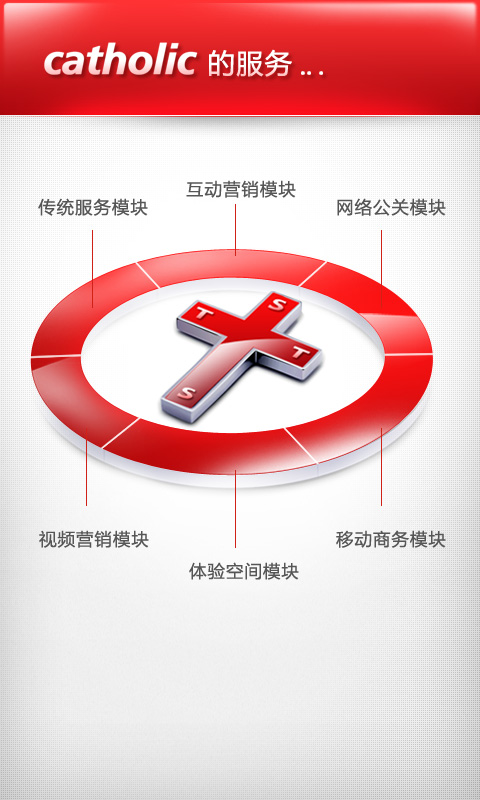 catholic 的服务 ...
互动营销模块
传统服务模块
网络公关模块
S
T
T
S
视频营销模块
移动商务模块
体验空间模块